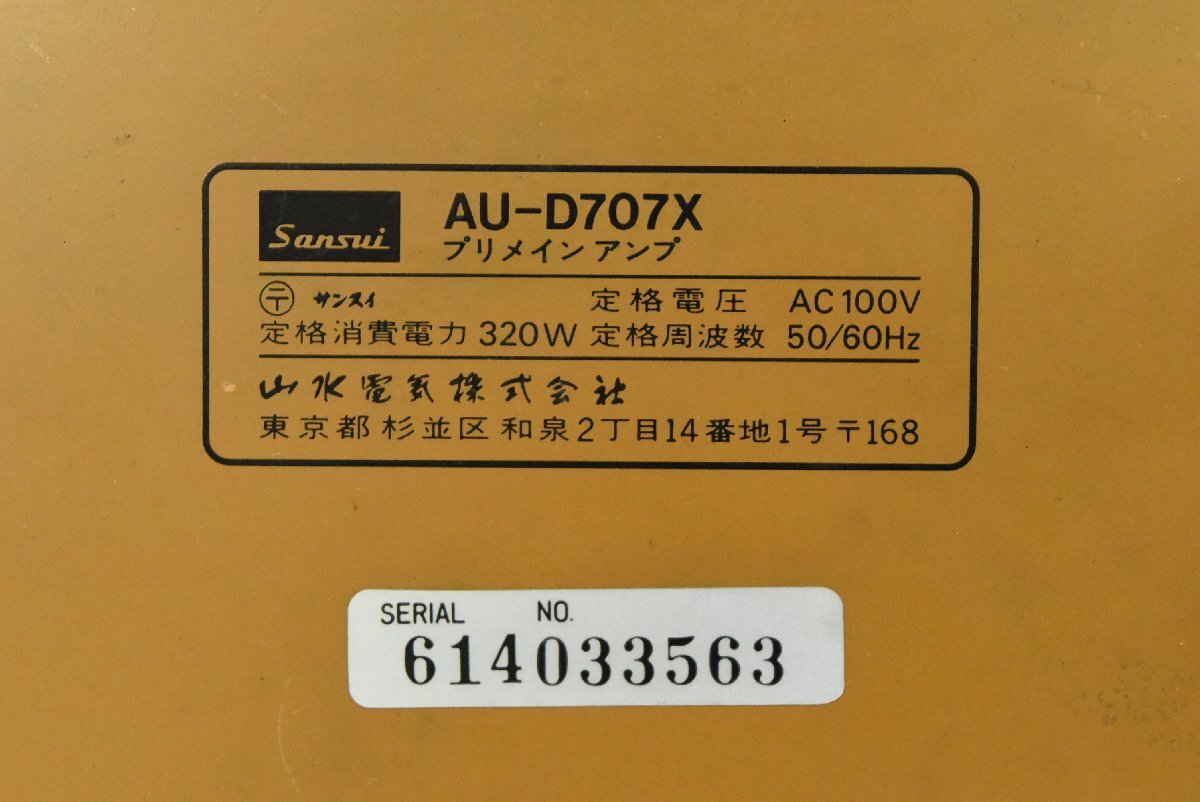 Sansui AU-D707X
プリメインアンプ
〒 サンスイ 定格電圧 AC100V
定格消費電力 320W 定格周波数 50/60Hz
山水電気株式会社
東京都杉並区和泉2丁目14番地1号〒168
SERIAL NO.
614033563